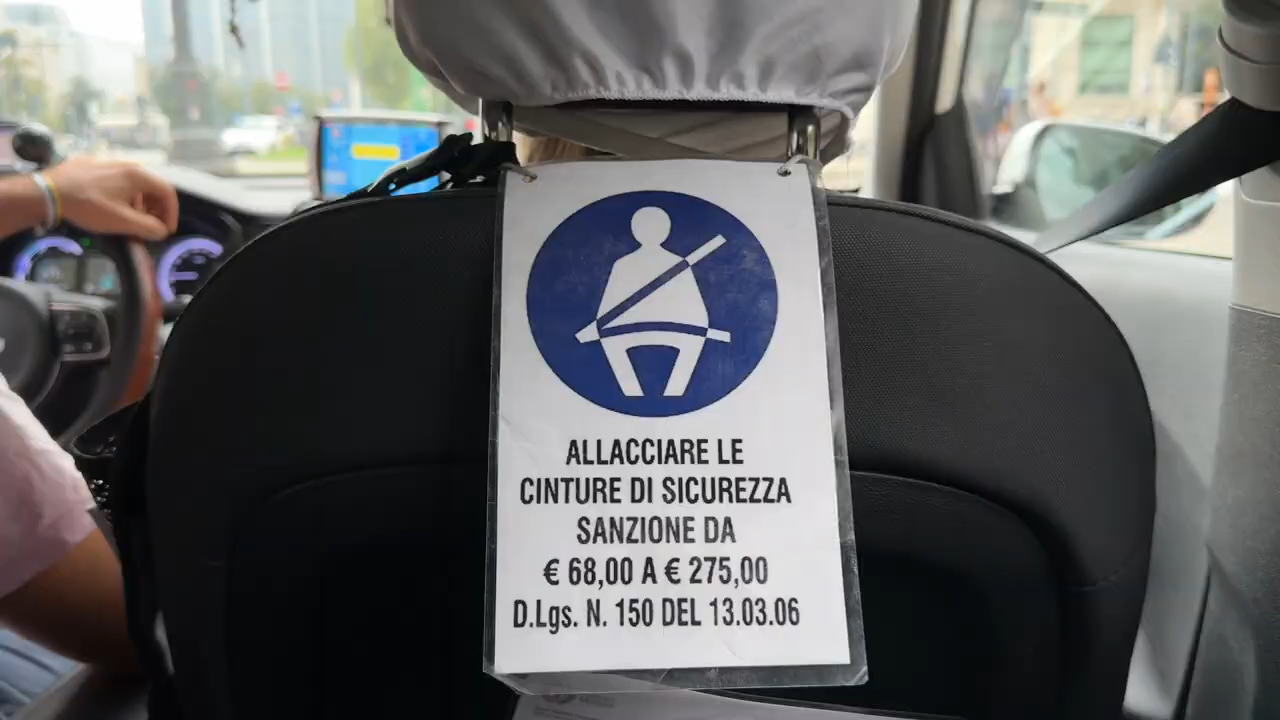 ALLACCIARE LE
CINTURE DI SICUREZZA
SANZIONE DA
€ 68,00 A € 275,00
D.Lgs. N. 150 DEL 13.03.06